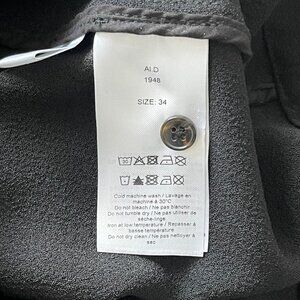 AI.D
1948
SIZE: 34
Cold machine wash / Lavage en
machine à 30°C
Do not bleach / Ne pas blanchir
Do not tumble dry / Ne pas utiliser de
sèche-linge
Iron at low temperature / Repasser à
basse température
Do not dry clean / Ne pas nettoyer à
sec